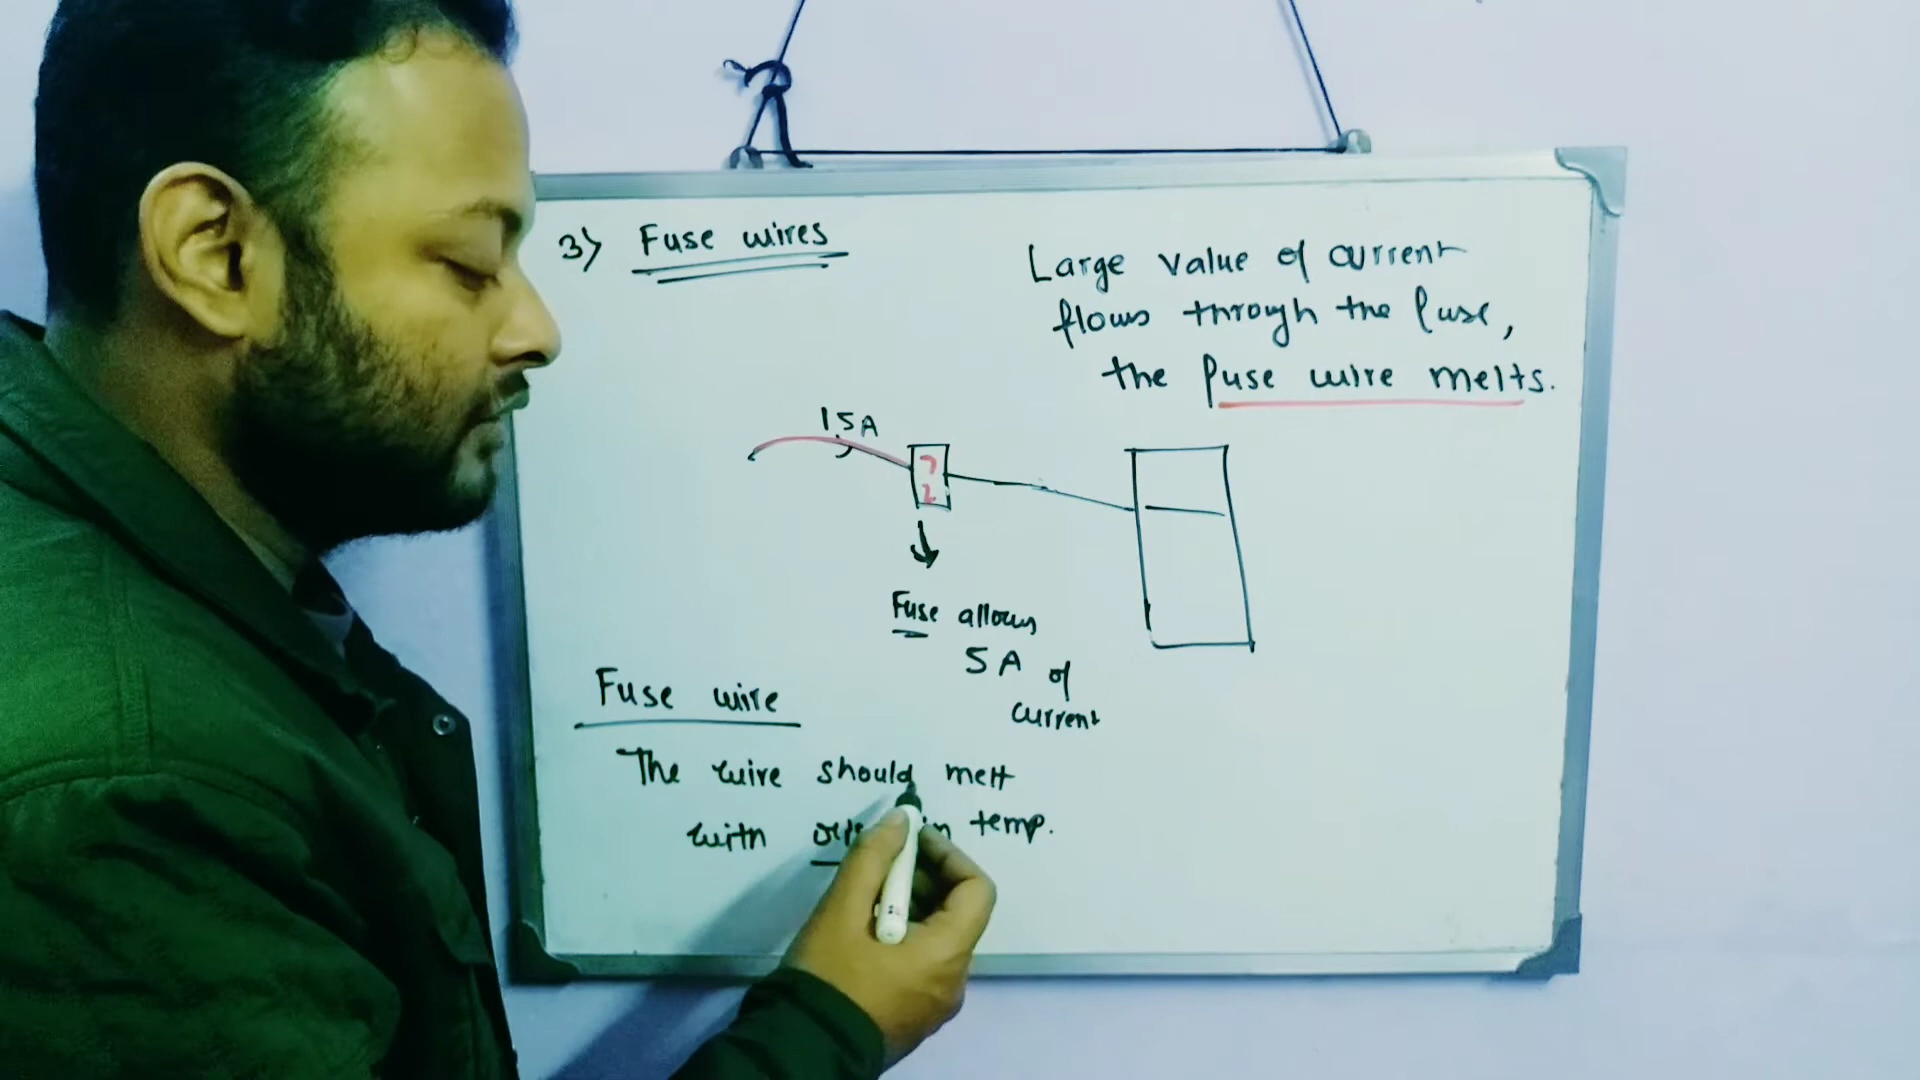 3) Fuse wires
Large value of current
flows through the fuse,
the fuse wire melts.
15A
Fuse allows
5A of
current
Fuse wire
The wire should melt
with in temp.